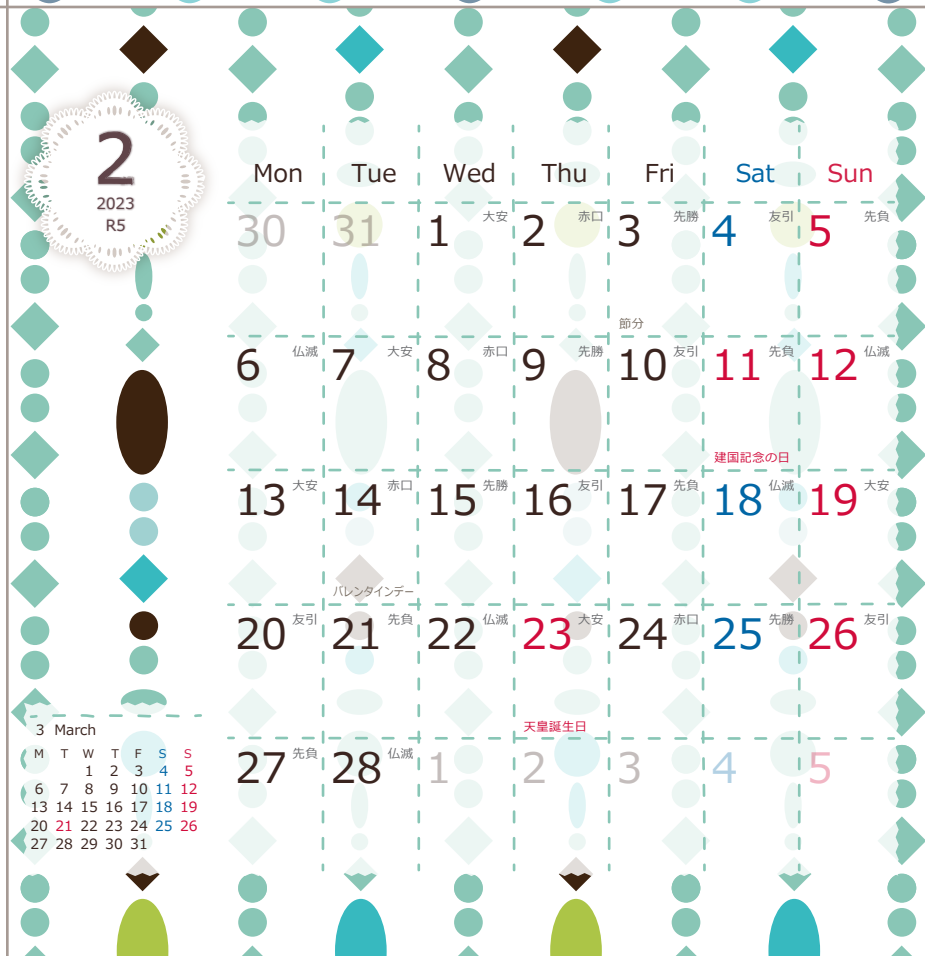 2
2023
R5
Mon Tue Wed Thu Fri Sat Sun
30 31 1 大安 2 赤口 3 先勝 4 友引 5 先負
節分
6 仏滅 7 大安 8 赤口 9 先勝 10 友引 11 先負 12 仏滅
建国記念の日
13 大安 14 赤口 15 先勝 16 友引 17 先負 18 仏滅 19 大安
バレンタインデー
20 友引 21 先負 22 仏滅 23 大安 24 赤口 25 先勝 26 友引
天皇誕生日
27 先負 28 仏滅 1 2 3 4 5
3 March
M T W T F S S
1 2 3 4 5
6 7 8 9 10 11 12
13 14 15 16 17 18 19
20 21 22 23 24 25 26
27 28 29 30 31